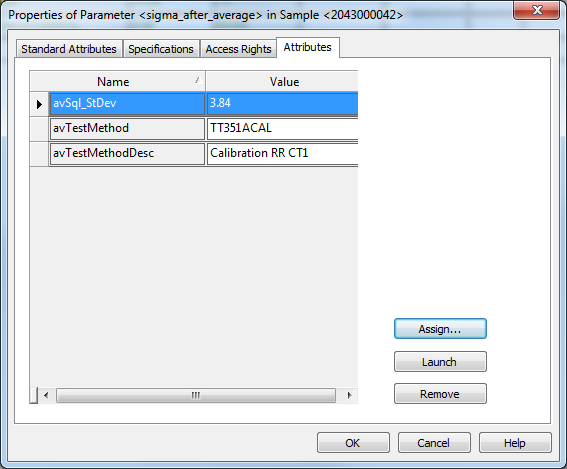 Properties of Parameter <sigma_after_average> in Sample <2043000042>
Standard Attributes Specifications Access Rights Attributes
Name Value
avSql_StDev 3.84
avTestMethod TT351ACAL
avTestMethodDesc Calibration RR CT1
Assign...
Launch
Remove
OK Cancel Help